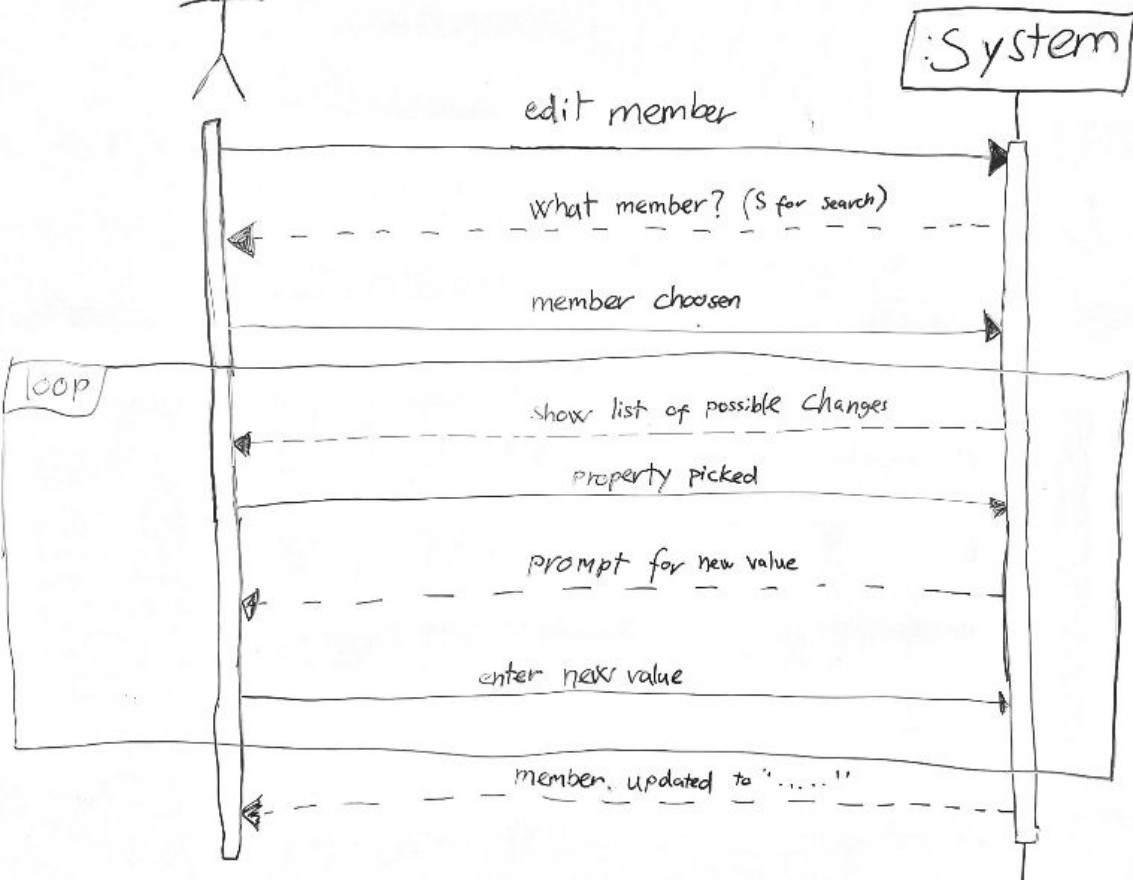 :System
edit member
what member? (S for search)
member choosen
loop
show list of possible changes
property picked
prompt for new value
enter new value
member updated to "....."